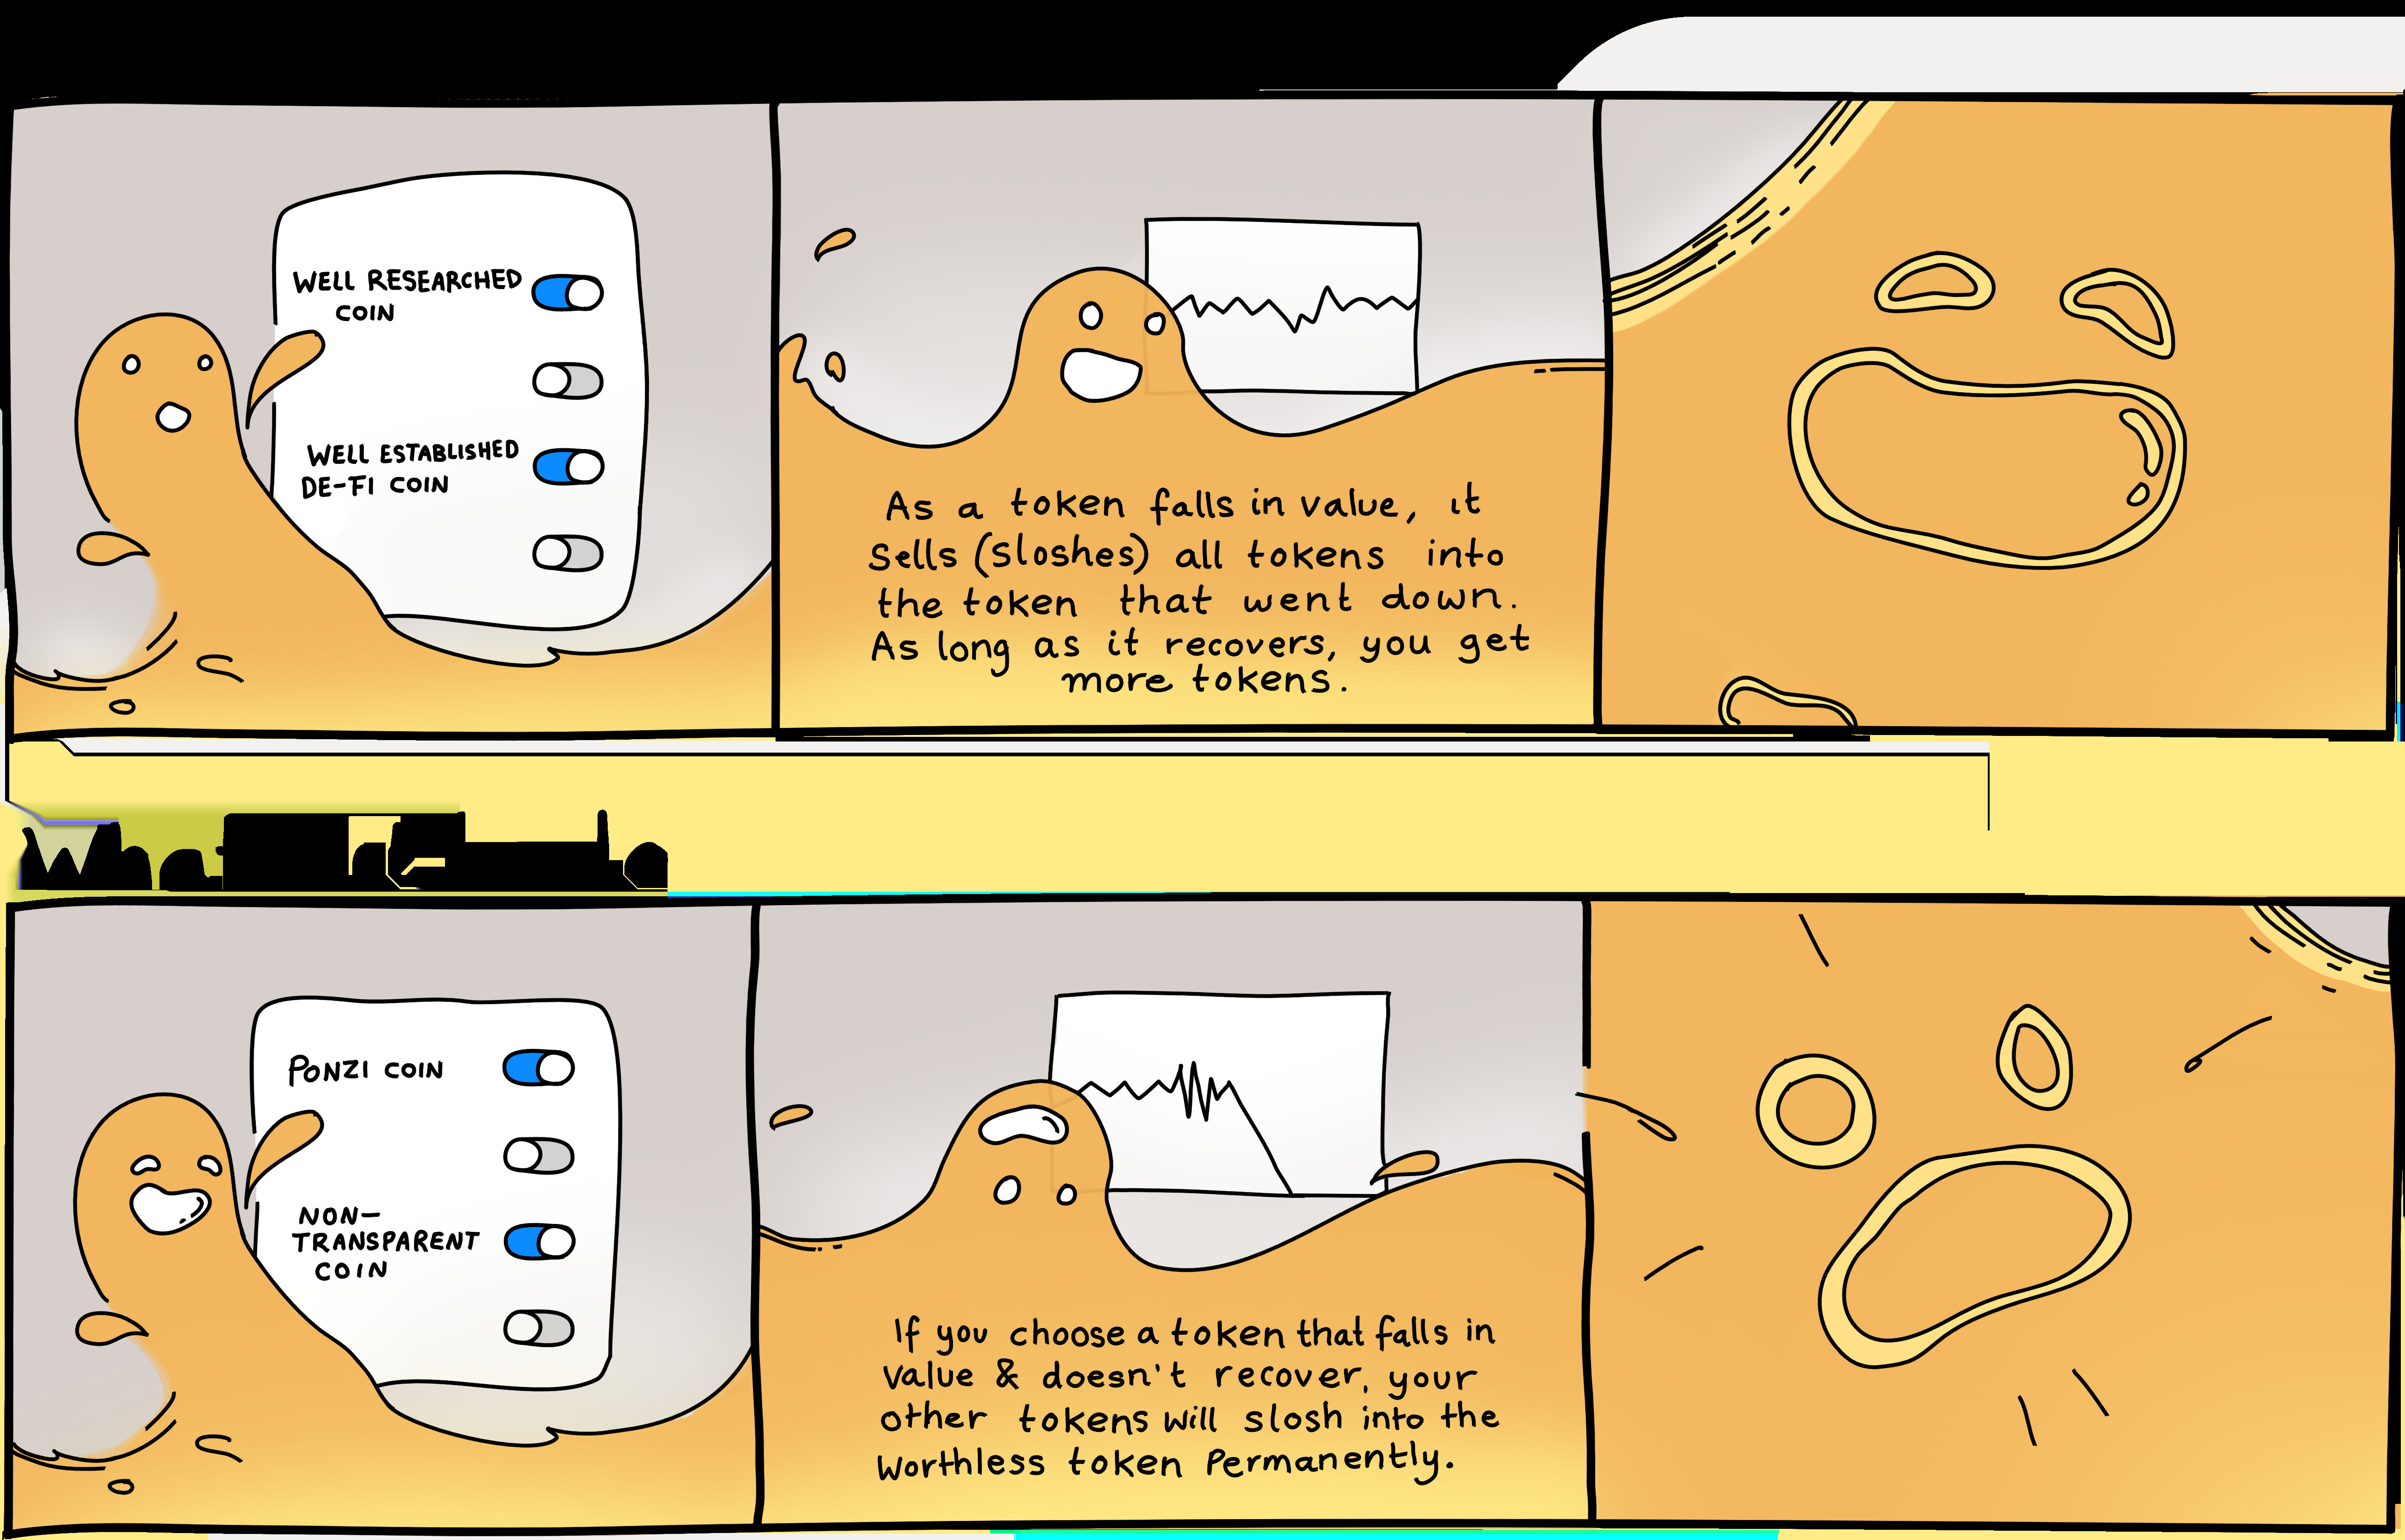 WELL RESEARCHED
COIN
WELL ESTABLISHED
DE-FI COIN
As a token falls in value, it
Sells (sloshes) all tokens into
the token that went down.
As long as it recovers, you get
more tokens.
PONZI COIN
NON-
TRANSPARENT
COIN
If you choose a token that falls in
value & doesn't recover, your
other tokens will slosh into the
worthless token permanently.